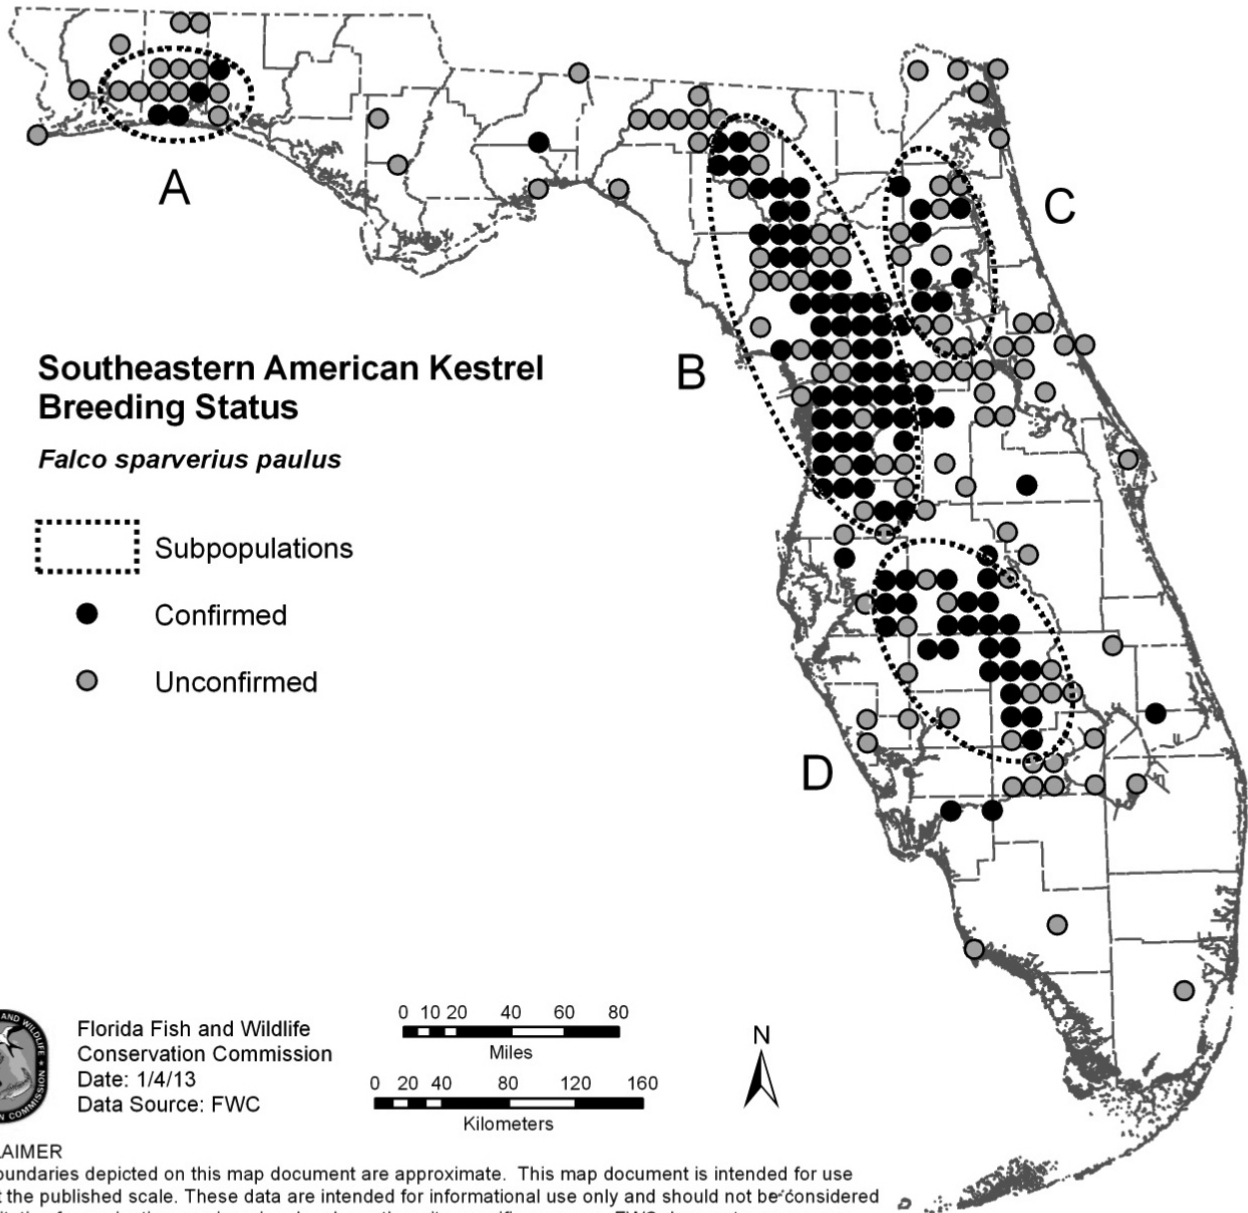 A
C
B
Southeastern American Kestrel
Breeding Status
Falco sparverius paulus
Subpopulations
Confirmed
Unconfirmed
D
AND WILDLIFE
COMMISSION
Florida Fish and Wildlife
Conservation Commission
Date: 1/4/13
Data Source: FWC
0 10 20 40 60 80
Miles
0 20 40 80 120 160
Kilometers
N
AIMER
oundaries depicted on this map document are approximate. This map document is intended for use
t the published scale. These data are intended for informational use only and should not be considered